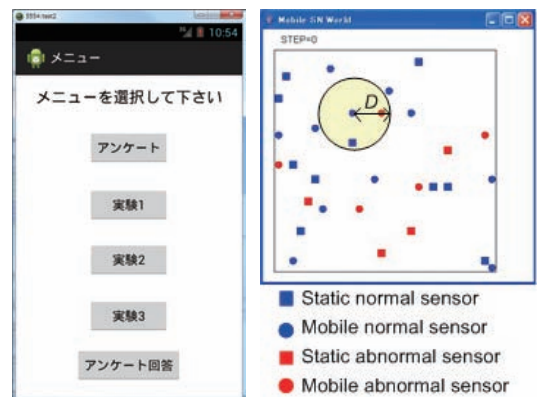 5554:test2
10:54
メニュー
メニューを選択して下さい
アンケート
実験1
実験2
実験3
アンケート回答
Mobile SN World
STEP=0
D
Static normal sensor
Mobile normal sensor
Static abnormal sensor
Mobile abnormal sensor